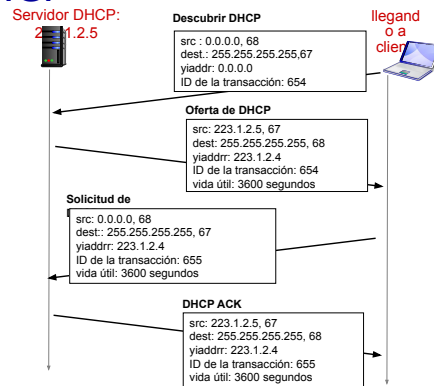 Servidor DHCP:
1.2.5
Descubrir DHCP
llegand
o a
clien
src : 0.0.0.0, 68
dest.: 255.255.255.255,67
yiaddr: 0.0.0.0
ID de la transacción: 654
Oferta de DHCP
src: 223.1.2.5, 67
dest: 255.255.255.255, 68
yiaddrr: 223.1.2.4
ID de la transacción: 654
vida útil: 3600 segundos
Solicitud de
src: 0.0.0.0, 68
dest:: 255.255.255.255, 67
yiaddrr: 223.1.2.4
ID de la transacción: 655
vida útil: 3600 segundos
DHCP ACK
src: 223.1.2.5, 67
dest: 255.255.255.255, 68
yiaddrr: 223.1.2.4
ID de la transacción: 655
vida útil: 3600 segundos